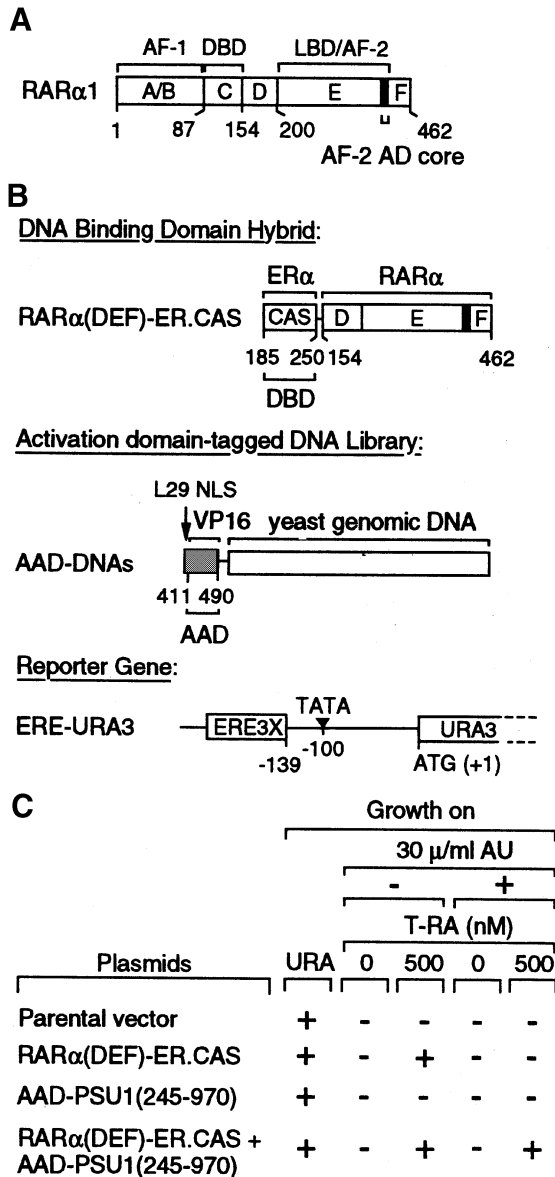 A
AF-1 DBD LBD/AF-2
RARα1 A/B C D E F
1 87 154 200 462
AF-2 AD core
B
DNA Binding Domain Hybrid:
ERα RARα
RARα(DEF)-ER.CAS CAS D E F
185 250 154 462
DBD
Activation domain-tagged DNA Library:
L29 NLS
VP16 yeast genomic DNA
AAD-DNAs
411 490
AAD
Reporter Gene:
TATA
ERE-URA3 ERE3X URA3
-139 -100 ATG (+1)
C
Growth on
30 μ/ml AU
- +
T-RA (nM)
Plasmids URA 0 500 0 500
Parental vector + - - - -
RARα(DEF)-ER.CAS + - + - -
AAD-PSU1(245-970) + - - - -
RARα(DEF)-ER.CAS + + - + - +
AAD-PSU1(245-970)